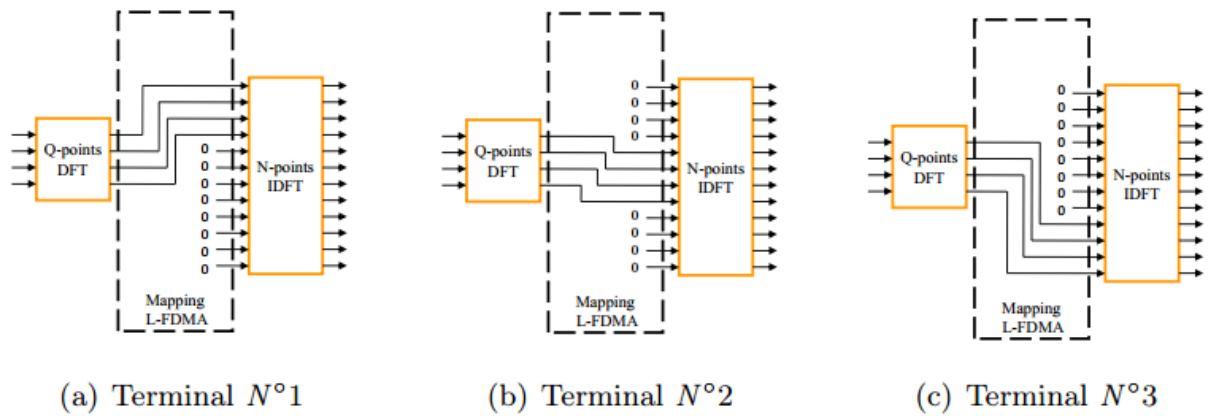 Q-points
DFT
0
0
0
0
0
0
0
0
N-points
IDFT
Mapping
L-FDMA
(a) Terminal N°1
Q-points
DFT
0
0
0
0
0
0
0
0
N-points
IDFT
Mapping
L-FDMA
(b) Terminal N°2
Q-points
DFT
0
0
0
0
0
0
0
0
N-points
IDFT
Mapping
L-FDMA
(c) Terminal N°3